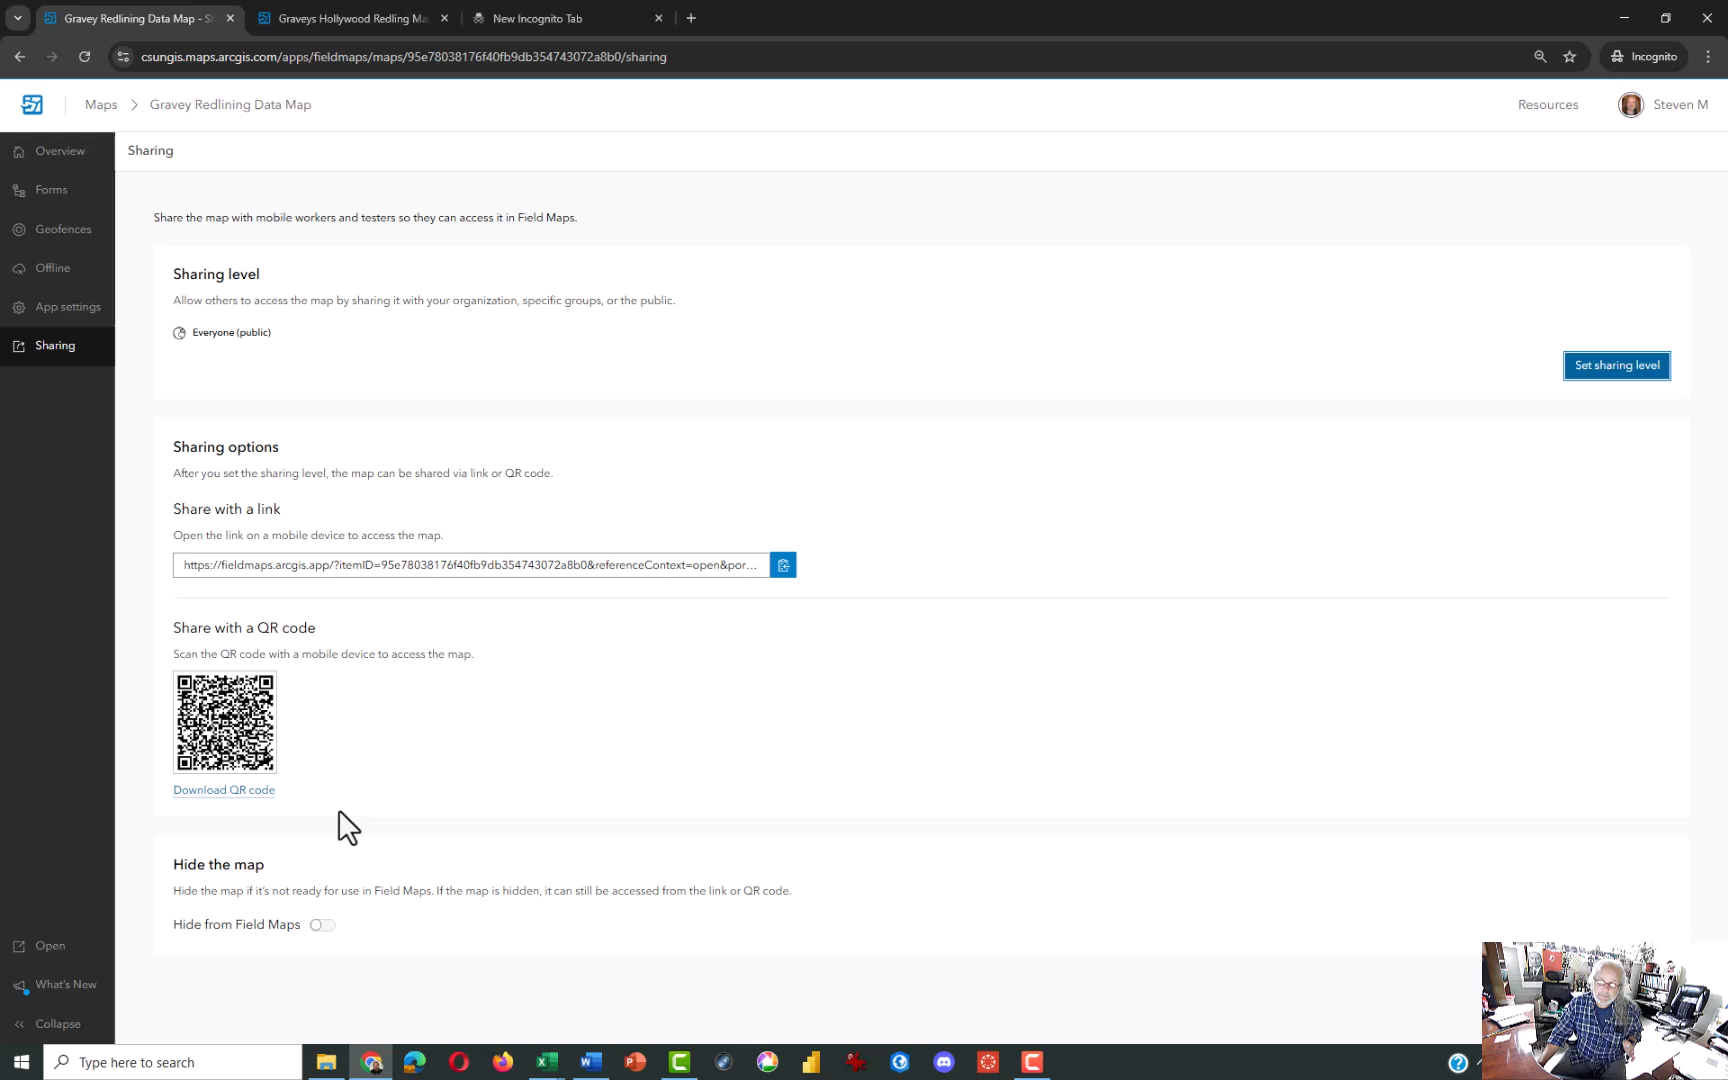 Gravey Redlining Data Map - S
Graveys Hollywood Redling Ma
New Incognito Tab
csungis.maps.arcgis.com/apps/fieldmaps/maps/95e78038176f40fb9db354743072a8b0/sharing
Incognito
Maps > Gravey Redlining Data Map
Resources
Steven M
Overview
Forms
Geofences
Offline
App settings
Sharing
Open
What's New
Collapse
Sharing
Share the map with mobile workers and testers so they can access it in Field Maps.
Sharing level
Allow others to access the map by sharing it with your organization, specific groups, or the public.
Everyone (public)
Set sharing level
Sharing options
After you set the sharing level, the map can be shared via link or QR code.
Share with a link
Open the link on a mobile device to access the map.
https://fieldmaps.arcgis.app/?itemID=95e78038176f40fb9db354743072a8b0&referenceContext=open&por...
Share with a QR code
Scan the QR code with a mobile device to access the map.
Download QR code
Hide the map
Hide the map if it's not ready for use in Field Maps. If the map is hidden, it can still be accessed from the link or QR code.
Hide from Field Maps
Type here to search